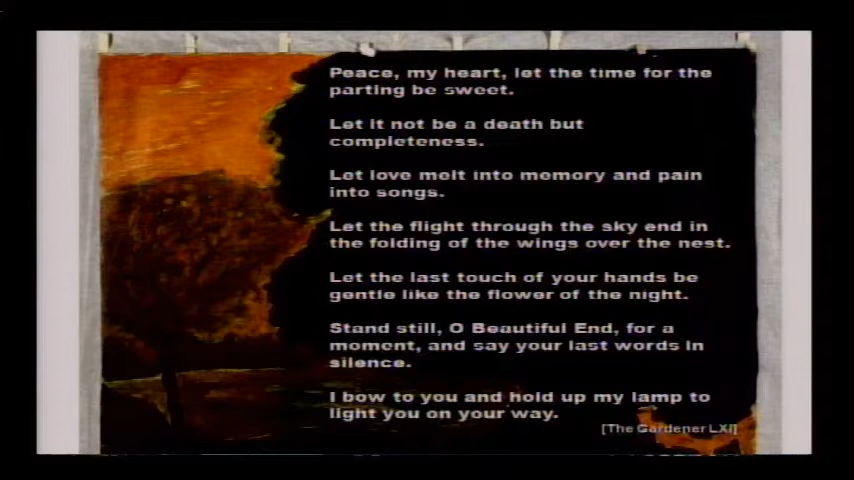 Peace, my heart, let the time for the
parting be sweet.
Let it not be a death but
completeness.
Let love melt into memory and pain
into songs.
Let the flight through the sky end in
the folding of the wings over the nest.
Let the last touch of your hands be
gentle like the flower of the night.
Stand still, O Beautiful End, for a
moment, and say your last words in
silence.
I bow to you and hold up my lamp to
light you on your way.
[The Gardener LXI]